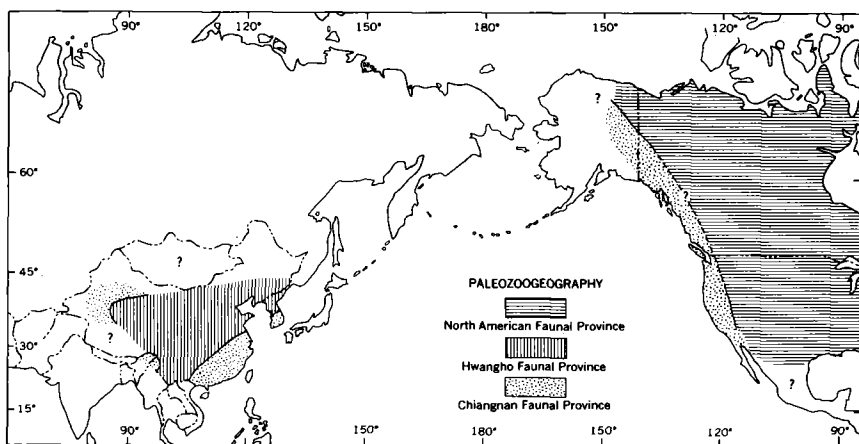 90° 120° 150° 180° 150° 120° 90°
?
60°
?
?
45°
PALEOZOOGEOGRAPHY
North American Faunal Province
30°
?
Hwangho Faunal Province
?
15°
Chiangnan Faunal Province
90° 120° 150° 180° 150° 120° 90°